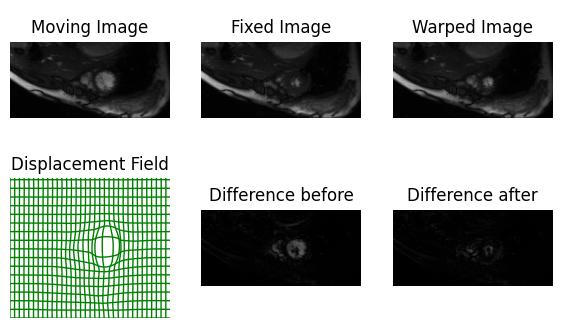 Moving Image
Fixed Image
Warped Image
Displacement Field
Difference before
Difference after